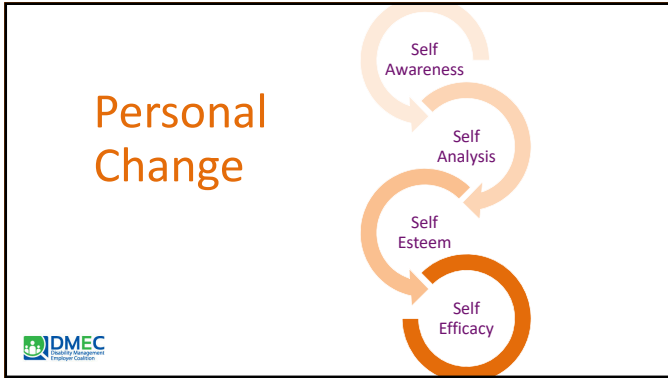 Personal
Change
Self
Awareness
Self
Analysis
Self
Esteem
Self
Efficacy
DMEC
Disability Management
Employer Coalition